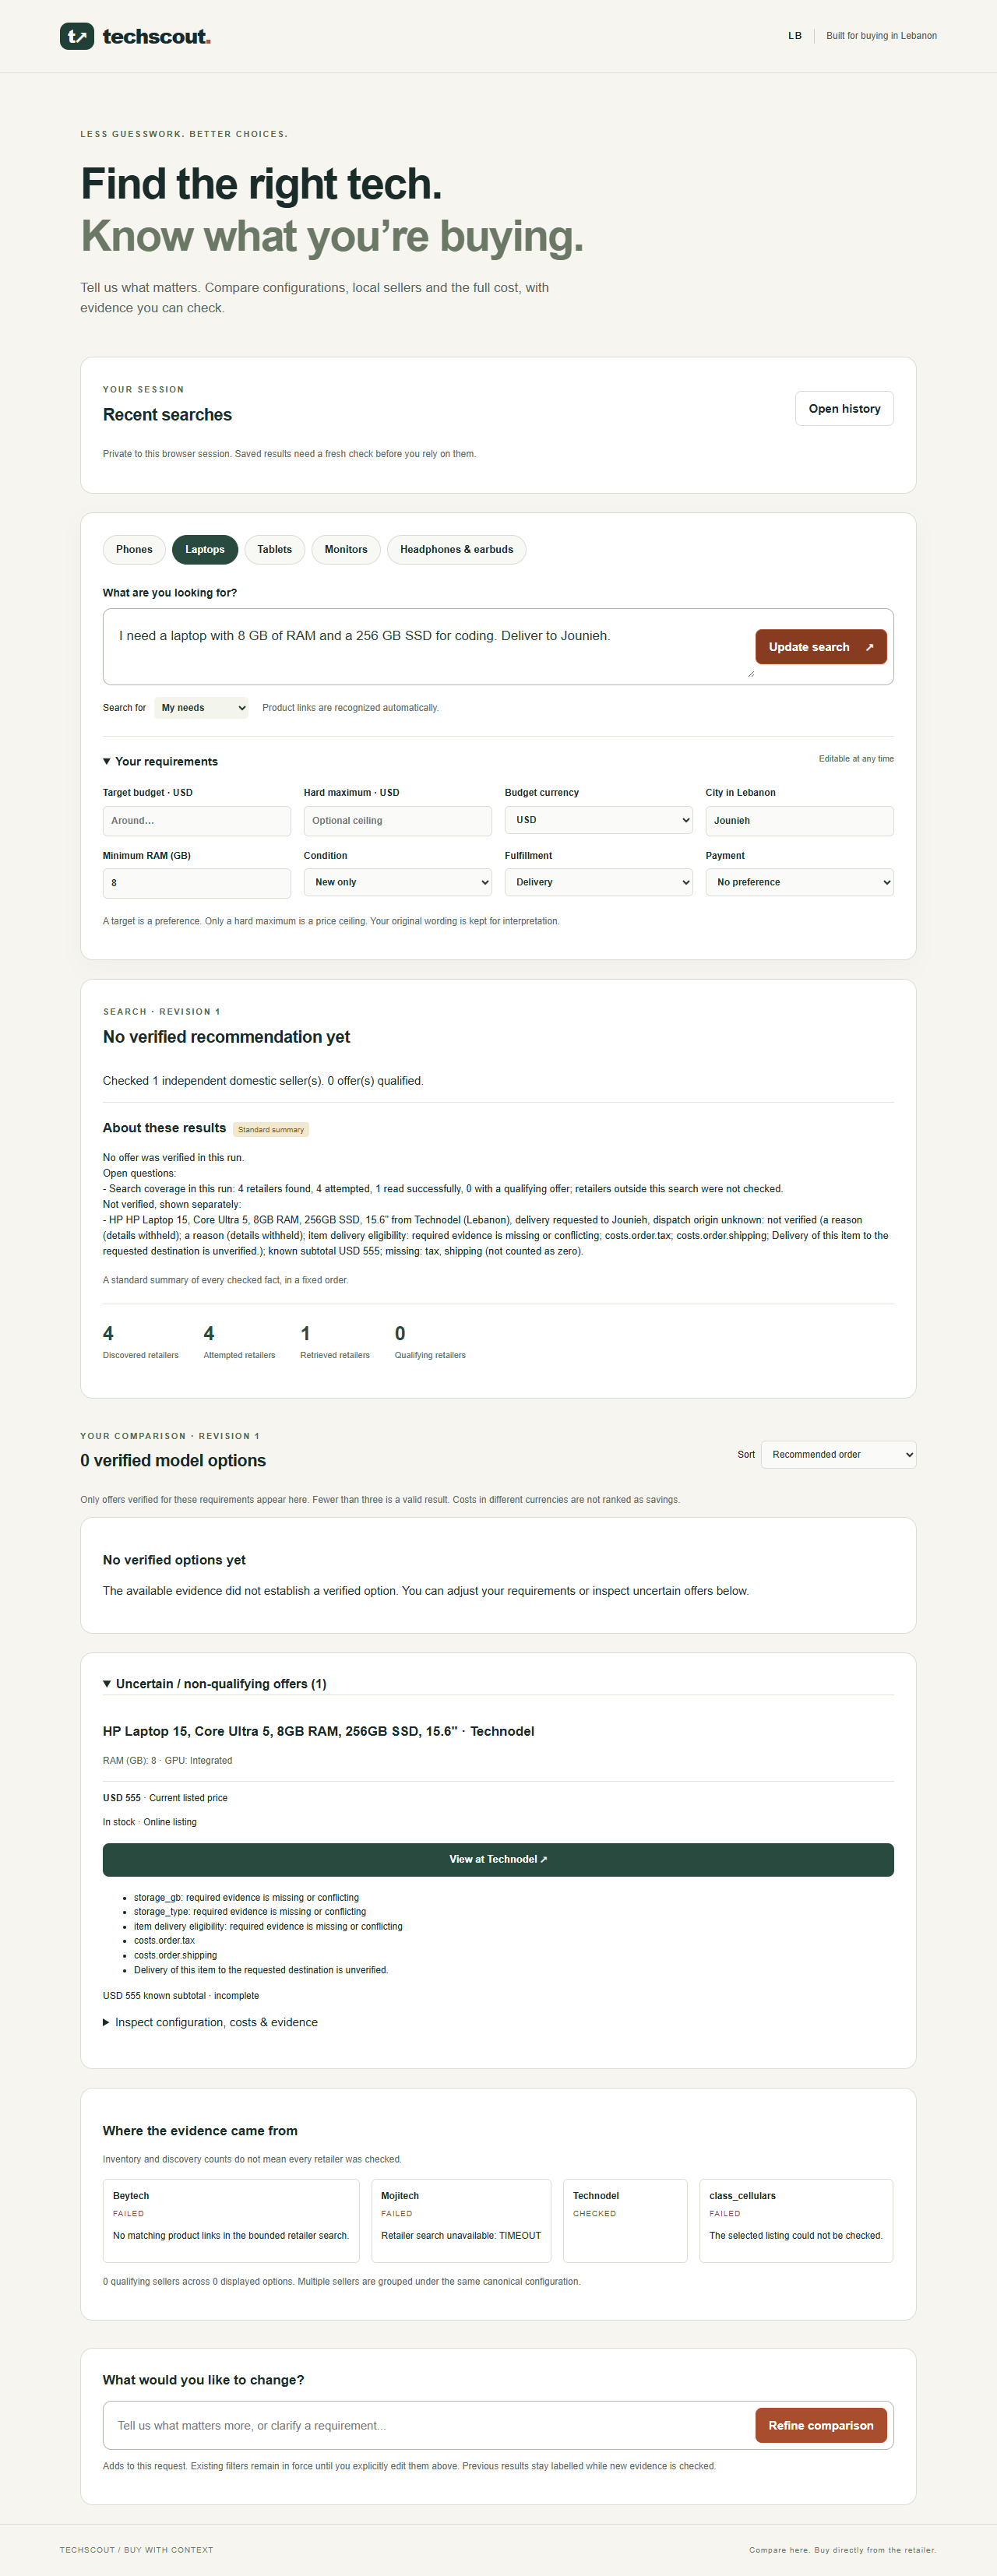 t↗ techscout.
LB
Built for buying in Lebanon
LESS GUESSWORK. BETTER CHOICES.
Find the right tech.
Know what you’re buying.
Tell us what matters. Compare configurations, local sellers and the full cost, with
evidence you can check.
YOUR SESSION
Recent searches
Open history
Private to this browser session. Saved results need a fresh check before you rely on them.
Phones
Laptops
Tablets
Monitors
Headphones & earbuds
What are you looking for?
I need a laptop with 8 GB of RAM and a 256 GB SSD for coding. Deliver to Jounieh.
Update search ↗
Search for
My needs
Product links are recognized automatically.
▼ Your requirements
Editable at any time
Target budget · USD
Hard maximum · USD
Budget currency
City in Lebanon
Around...
Optional ceiling
USD
Jounieh
Minimum RAM (GB)
Condition
Fulfillment
Payment
8
New only
Delivery
No preference
A target is a preference. Only a hard maximum is a price ceiling. Your original wording is kept for interpretation.
SEARCH · REVISION 1
No verified recommendation yet
Checked 1 independent domestic seller(s). 0 offer(s) qualified.
About these results
Standard summary
No offer was verified in this run.
Open questions:
- Search coverage in this run: 4 retailers found, 4 attempted, 1 read successfully, 0 with a qualifying offer; retailers outside this search were not checked.
Not verified, shown separately:
- HP HP Laptop 15, Core Ultra 5, 8GB RAM, 256GB SSD, 15.6" from Technodel (Lebanon), delivery requested to Jounieh, dispatch origin unknown: not verified (a reason
(details withheld); a reason (details withheld); item delivery eligibility: required evidence is missing or conflicting; costs.order.tax; costs.order.shipping; Delivery of this item to the
requested destination is unverified.); known subtotal USD 555; missing: tax, shipping (not counted as zero).
A standard summary of every checked fact, in a fixed order.
4
4
1
0
Discovered retailers
Attempted retailers
Retrieved retailers
Qualifying retailers
YOUR COMPARISON · REVISION 1
0 verified model options
Sort
Recommended order
Only offers verified for these requirements appear here. Fewer than three is a valid result. Costs in different currencies are not ranked as savings.
No verified options yet
The available evidence did not establish a verified option. You can adjust your requirements or inspect uncertain offers below.
▼ Uncertain / non-qualifying offers (1)
HP Laptop 15, Core Ultra 5, 8GB RAM, 256GB SSD, 15.6" · Technodel
RAM (GB): 8 · GPU: Integrated
USD 555 · Current listed price
In stock · Online listing
View at Technodel ↗
• storage_gb: required evidence is missing or conflicting
• storage_type: required evidence is missing or conflicting
• item delivery eligibility: required evidence is missing or conflicting
• costs.order.tax
• costs.order.shipping
• Delivery of this item to the requested destination is unverified.
USD 555 known subtotal · incomplete
▶ Inspect configuration, costs & evidence
Where the evidence came from
Inventory and discovery counts do not mean every retailer was checked.
Beytech
FAILED
No matching product links in the bounded retailer search.
Mojitech
FAILED
Retailer search unavailable: TIMEOUT
Technodel
CHECKED
class_cellulars
FAILED
The selected listing could not be checked.
0 qualifying sellers across 0 displayed options. Multiple sellers are grouped under the same canonical configuration.
What would you like to change?
Tell us what matters more, or clarify a requirement...
Refine comparison
Adds to this request. Existing filters remain in force until you explicitly edit them above. Previous results stay labelled while new evidence is checked.
TECHSCOUT / BUY WITH CONTEXT
Compare here. Buy directly from the retailer.